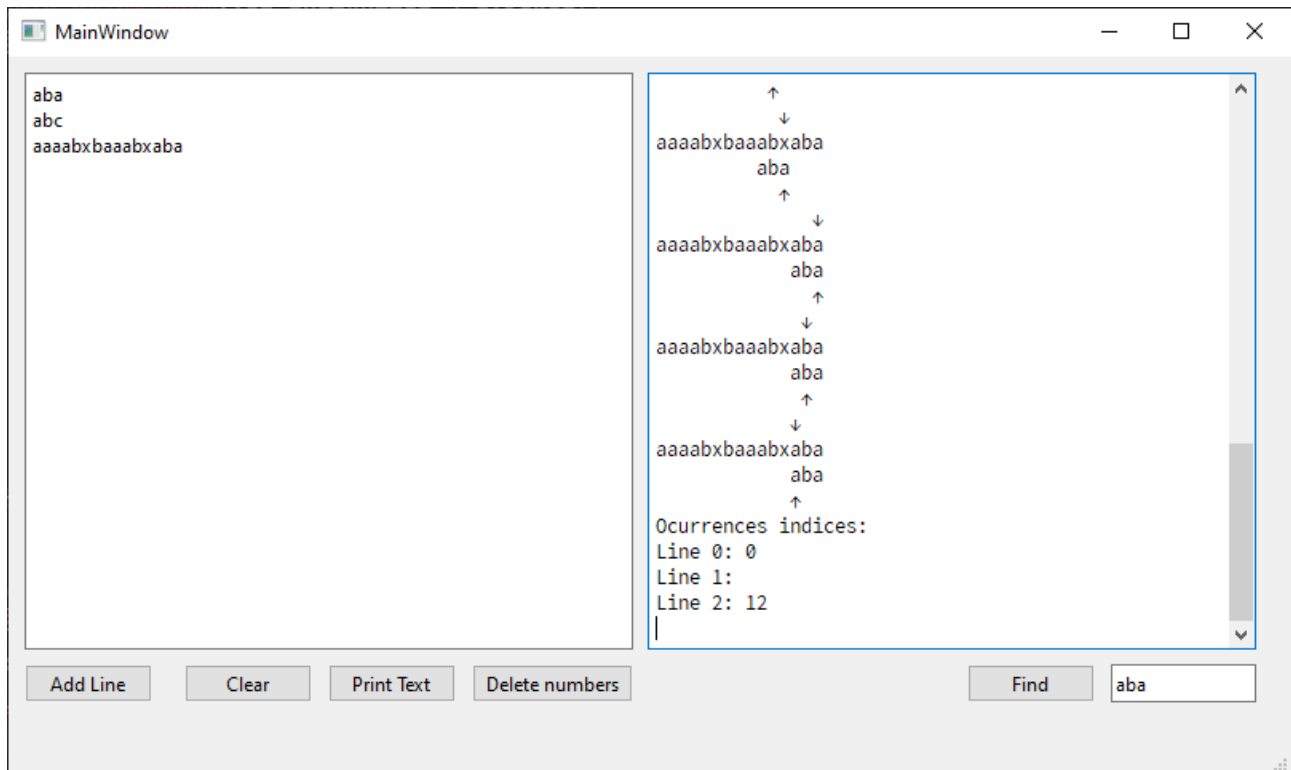 MainWindow
aba
abc
aaaabxbaaabxaba
↑
↓
aaaabxbaaabxaba
aba
↑
↓
aaaabxbaaabxaba
aba
↑
↓
aaaabxbaaabxaba
aba
↑
↓
aaaabxbaaabxaba
aba
↑
Ocurrences indices:
Line 0: 0
Line 1:
Line 2: 12
Add Line
Clear
Print Text
Delete numbers
Find
aba